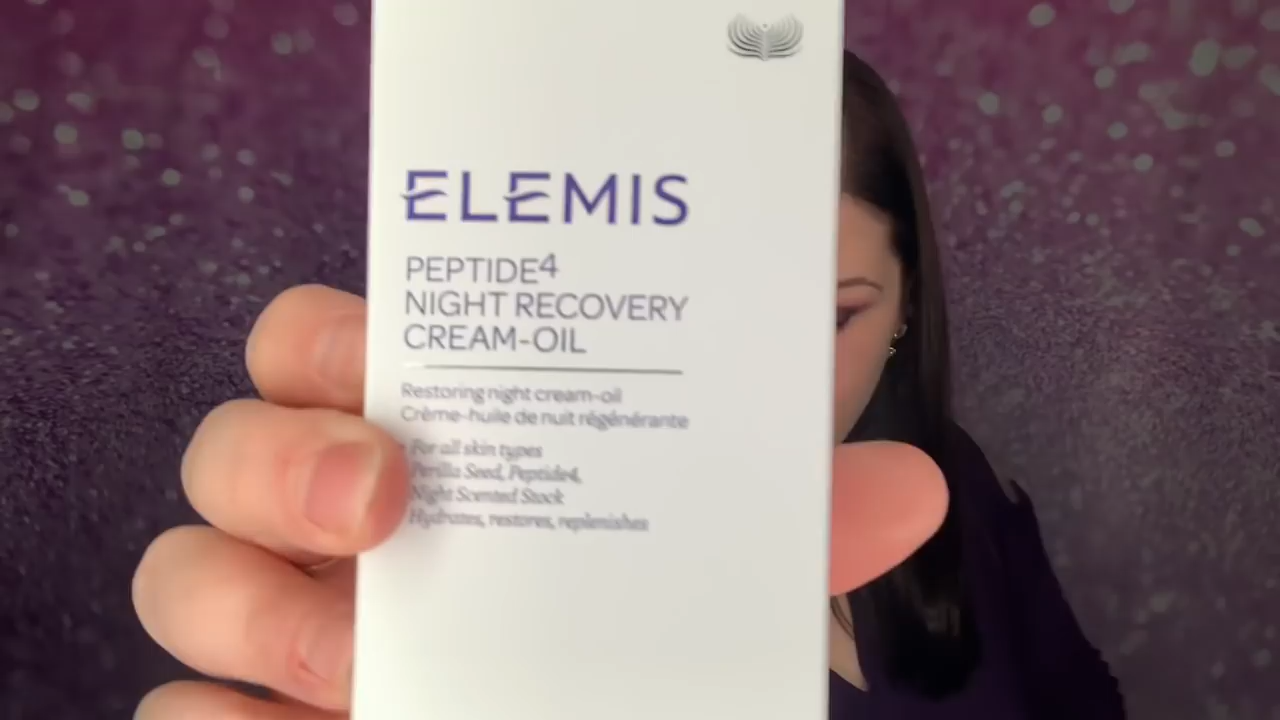 ELEMIS
PEPTIDE4
NIGHT RECOVERY
CREAM-OIL
Restoring night cream-oil
Crème-huile de nuit régénérante
For all skin types
Perilla Seed, Peptide4,
Night Scented Stock
Hydrates, restores, replenishes